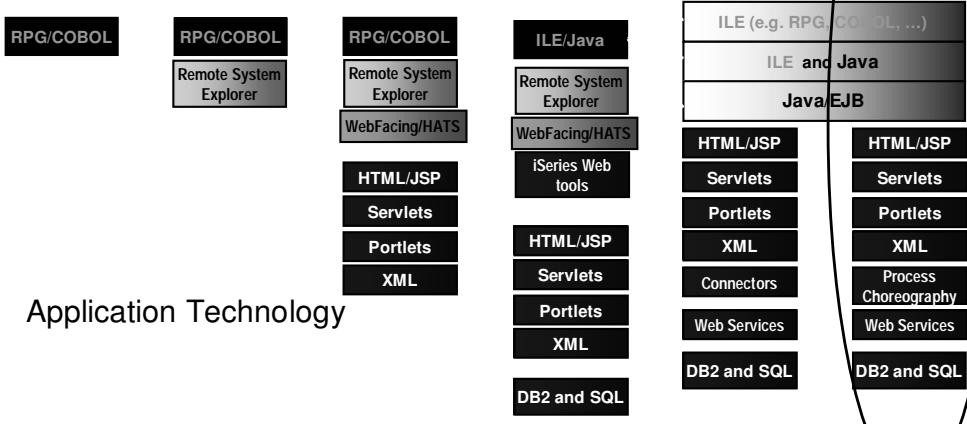 RPG/COBOL
RPG/COBOL
Remote System
Explorer
RPG/COBOL
Remote System
Explorer
WebFacing/HATS
HTML/JSP
Servlets
Portlets
XML
ILE/Java
Remote System
Explorer
WebFacing/HATS
iSeries Web
tools
HTML/JSP
Servlets
Portlets
XML
DB2 and SQL
ILE (e.g. RPG, COBOL, …)
ILE and Java
Java/EJB
HTML/JSP
Servlets
Portlets
XML
Connectors
Web Services
DB2 and SQL
HTML/JSP
Servlets
Portlets
XML
Process
Choreography
Web Services
DB2 and SQL
Application Technology